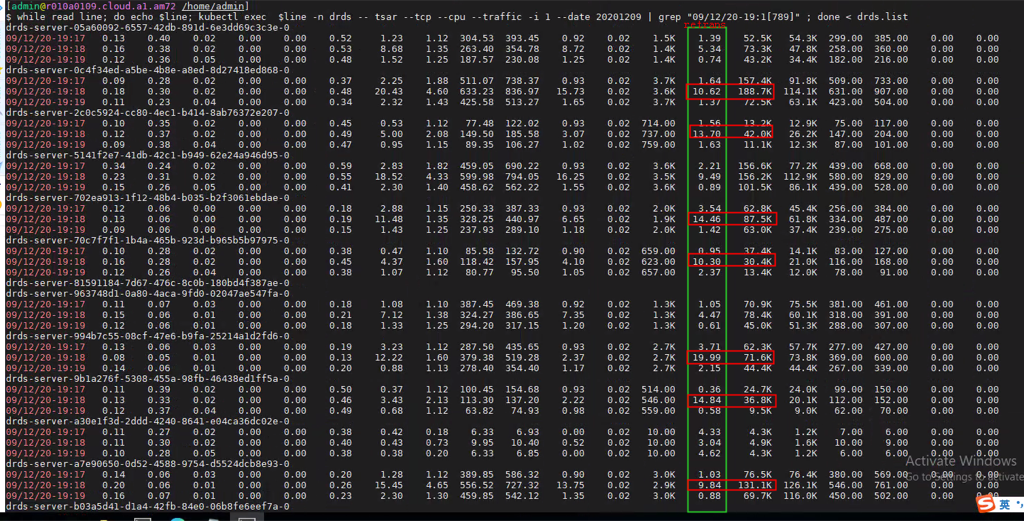 [admin@r010a0109.cloud.a1.am72 /home/admin]
$ while read line; do echo $line; kubectl exec $line -n drds -- tsar --tcp --cpu --traffic -i 1 --date 20201209 | grep "09/12/20-19:1[789]" ; done < drds.list
retrans
drds-server-05a60092-6557-42db-891d-6e3dd69c3c3e-0
09/12/20-19:17 0.13 0.40 0.02 0.00 0.00 0.52 1.23 1.12 304.53 393.45 0.92 0.02 1.5K 1.39 52.5K 54.3K 299.00 385.00 0.00 0.00
09/12/20-19:18 0.16 0.38 0.02 0.00 0.00 0.53 8.68 1.35 263.40 354.78 8.72 0.02 1.4K 5.34 73.3K 47.8K 258.00 360.00 0.00 0.00
09/12/20-19:19 0.12 0.36 0.02 0.00 0.00 0.48 1.52 1.25 187.57 230.08 1.25 0.02 1.4K 0.74 43.2K 34.4K 182.00 216.00 0.00 0.00
drds-server-0c4f34ed-a5be-4b8e-a8ed-8d27418ed868-0
09/12/20-19:17 0.09 0.28 0.02 0.00 0.00 0.37 2.25 1.88 511.07 738.37 0.93 0.02 3.7K 1.64 157.4K 91.8K 509.00 733.00 0.00 0.00
09/12/20-19:18 0.18 0.30 0.02 0.00 0.00 0.48 20.43 4.60 633.23 836.97 15.73 0.02 3.6K 10.62 188.7K 114.1K 631.00 907.00 0.00 0.00
09/12/20-19:19 0.11 0.23 0.04 0.00 0.00 0.34 2.32 1.43 425.58 513.27 1.65 0.02 3.7K 1.37 72.5K 63.1K 423.00 504.00 0.00 0.00
drds-server-2c0c5924-cc80-4ec1-b414-8ab76372e207-0
09/12/20-19:17 0.10 0.35 0.02 0.00 0.00 0.45 0.53 1.12 77.48 122.02 0.93 0.02 714.00 1.56 13.2K 12.9K 75.00 117.00 0.00 0.00
09/12/20-19:18 0.12 0.37 0.02 0.00 0.00 0.49 5.00 2.08 149.50 185.58 3.07 0.02 737.00 13.70 42.0K 26.2K 147.00 204.00 0.00 0.00
09/12/20-19:19 0.09 0.38 0.04 0.00 0.00 0.47 0.95 1.15 89.35 106.27 1.02 0.02 759.00 1.63 11.1K 12.3K 87.00 101.00 0.00 0.00
drds-server-5141f2e7-41db-42c1-b949-62e24a946d95-0
09/12/20-19:17 0.34 0.24 0.02 0.00 0.00 0.59 2.83 1.82 459.05 690.22 0.93 0.02 3.6K 2.21 156.6K 77.2K 439.00 668.00 0.00 0.00
09/12/20-19:18 0.23 0.31 0.02 0.00 0.00 0.55 18.52 4.33 599.98 794.05 16.25 0.02 3.5K 9.49 156.2K 112.9K 580.00 829.00 0.00 0.00
09/12/20-19:19 0.15 0.26 0.05 0.00 0.00 0.41 2.30 1.40 458.62 562.22 1.55 0.02 3.6K 0.89 101.5K 86.1K 439.00 528.00 0.00 0.00
drds-server-702ea913-1f12-48b4-b035-b2f3061ebdae-0
09/12/20-19:17 0.12 0.06 0.00 0.00 0.00 0.18 2.88 1.15 250.33 387.33 0.93 0.02 2.0K 3.54 62.8K 45.4K 256.00 384.00 0.00 0.00
09/12/20-19:18 0.13 0.06 0.00 0.00 0.00 0.19 11.48 1.35 328.25 440.97 6.65 0.02 1.9K 14.46 87.5K 61.8K 334.00 487.00 0.00 0.00
09/12/20-19:19 0.09 0.06 0.00 0.00 0.00 0.15 1.43 1.25 237.93 289.10 1.18 0.02 2.0K 1.42 63.0K 37.4K 239.00 275.00 0.00 0.00
drds-server-70c7f7f1-1b4a-465b-923d-b965b5b97975-0
09/12/20-19:17 0.10 0.28 0.02 0.00 0.00 0.38 0.47 1.10 85.58 132.72 0.90 0.02 659.00 0.95 37.4K 14.1K 83.00 127.00 0.00 0.00
09/12/20-19:18 0.16 0.28 0.02 0.00 0.00 0.45 4.37 1.60 118.42 157.95 4.10 0.02 623.00 10.30 30.4K 21.0K 116.00 168.00 0.00 0.00
09/12/20-19:19 0.12 0.26 0.04 0.00 0.00 0.38 1.07 1.12 80.77 95.50 1.05 0.02 657.00 2.37 13.4K 12.0K 78.00 91.00 0.00 0.00
drds-server-81591184-7d67-476c-8c0b-180bd4f387ae-0
drds-server-963748d1-0a80-4aca-9fd0-02047ae547fa-0
09/12/20-19:17 0.11 0.07 0.03 0.00 0.00 0.18 1.08 1.10 387.45 469.38 0.92 0.02 1.3K 1.05 70.9K 75.5K 381.00 461.00 0.00 0.00
09/12/20-19:18 0.15 0.06 0.01 0.00 0.00 0.21 7.12 1.38 324.27 386.65 7.35 0.02 1.3K 4.47 78.4K 60.1K 318.00 391.00 0.00 0.00
09/12/20-19:19 0.12 0.06 0.01 0.00 0.00 0.18 1.33 1.25 294.20 317.15 1.20 0.02 1.3K 0.61 45.0K 51.3K 288.00 307.00 0.00 0.00
drds-server-994b7c55-08cf-47e6-b9fa-25214a1d2fd6-0
09/12/20-19:17 0.13 0.06 0.03 0.00 0.00 0.19 3.23 1.12 287.50 435.65 0.93 0.02 2.7K 3.71 62.3K 57.7K 277.00 427.00 0.00 0.00
09/12/20-19:18 0.08 0.05 0.01 0.00 0.00 0.13 12.22 1.60 379.38 519.28 2.37 0.02 2.7K 19.99 71.6K 73.8K 369.00 600.00 0.00 0.00
09/12/20-19:19 0.14 0.06 0.01 0.00 0.00 0.20 0.88 1.13 278.40 354.40 1.17 0.02 2.7K 2.15 44.4K 44.4K 267.00 339.00 0.00 0.00
drds-server-9b1a276f-5308-455a-98fb-46438ed1ff5a-0
09/12/20-19:17 0.11 0.39 0.02 0.00 0.00 0.50 0.37 1.12 100.45 154.68 0.93 0.02 514.00 0.36 24.7K 24.0K 99.00 150.00 0.00 0.00
09/12/20-19:18 0.13 0.33 0.02 0.00 0.00 0.46 3.43 2.13 113.30 137.20 2.22 0.02 546.00 14.84 36.8K 20.1K 112.00 152.00 0.00 0.00
09/12/20-19:19 0.12 0.37 0.04 0.00 0.00 0.49 0.68 1.12 63.82 74.93 0.98 0.02 559.00 0.58 9.5K 9.0K 62.00 70.00 0.00 0.00
drds-server-a30e1f3d-2ddd-4240-8641-e04ca36dc02e-0
09/12/20-19:17 0.11 0.27 0.02 0.00 0.00 0.38 0.42 0.18 6.33 6.93 0.00 0.02 10.00 4.33 4.3K 1.2K 7.00 6.00 0.00 0.00
09/12/20-19:18 0.11 0.30 0.02 0.00 0.00 0.40 0.43 0.73 9.95 10.40 0.52 0.02 10.00 3.04 4.9K 1.6K 10.00 9.00 0.00 0.00
09/12/20-19:19 0.11 0.28 0.05 0.00 0.00 0.38 0.38 0.20 6.33 6.85 0.00 0.02 10.00 4.62 4.3K 1.2K 6.00 6.00 0.00 0.00
drds-server-a7e90650-0d52-4588-9754-d5524dcb8e93-0
09/12/20-19:17 0.14 0.06 0.03 0.00 0.00 0.20 1.28 1.12 389.85 586.32 0.90 0.02 3.0K 1.03 76.5K 76.4K 380.00 569.00 0.00 0.00
09/12/20-19:18 0.20 0.06 0.01 0.00 0.00 0.26 15.45 4.65 556.52 727.32 13.75 0.02 2.9K 9.84 131.1K 126.1K 546.00 761.00 0.00 0.00
09/12/20-19:19 0.16 0.07 0.01 0.00 0.00 0.23 2.30 1.30 459.85 542.12 1.35 0.02 3.0K 0.88 69.7K 116.0K 450.00 502.00 0.00 0.00
drds-server-b03a5d41-d1a4-42fb-84e0-06b8fe6eef7a-0
Activate Windows
Go to Settings to activate
英